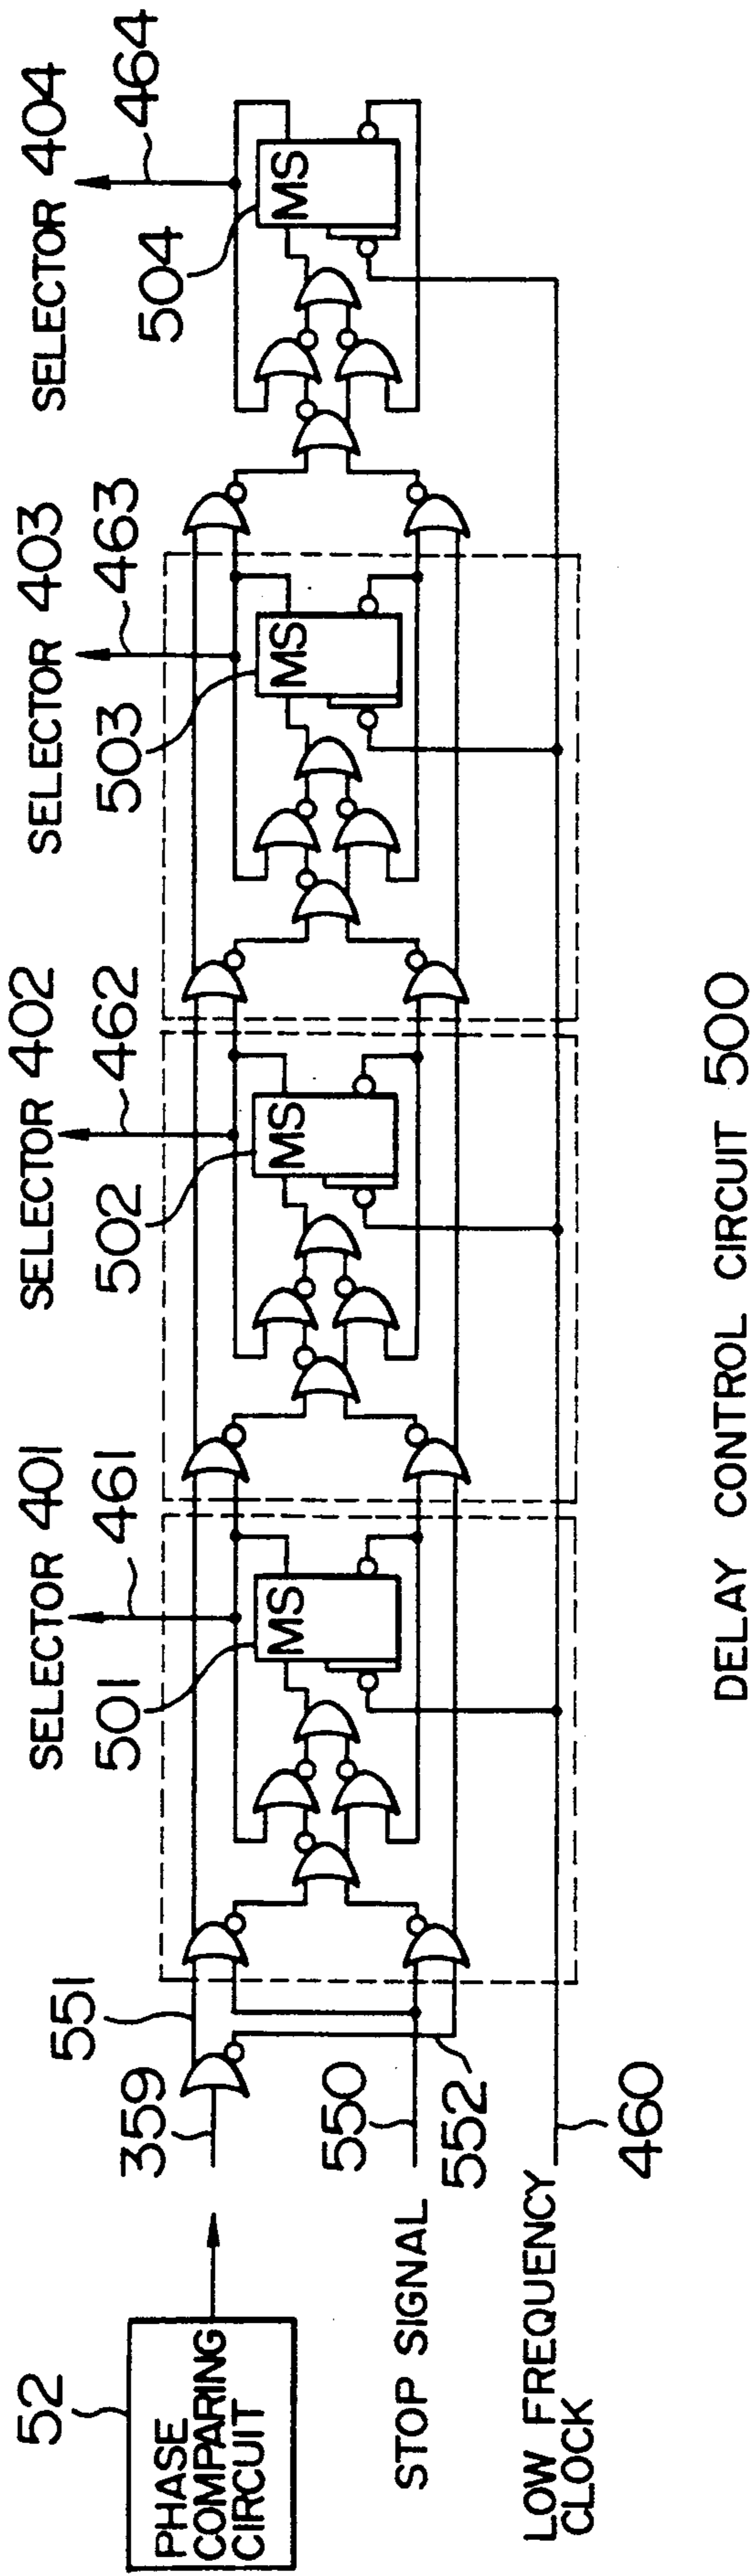 SELECTOR 401
461
SELECTOR 402
462
SELECTOR 403
463
SELECTOR 404
464
501
MS
502
MS
503
MS
504
MS
551
52
PHASE
COMPARING
CIRCUIT
359
STOP SIGNAL
550
552
LOW FREQUENCY
CLOCK
460
DELAY CONTROL CIRCUIT 500